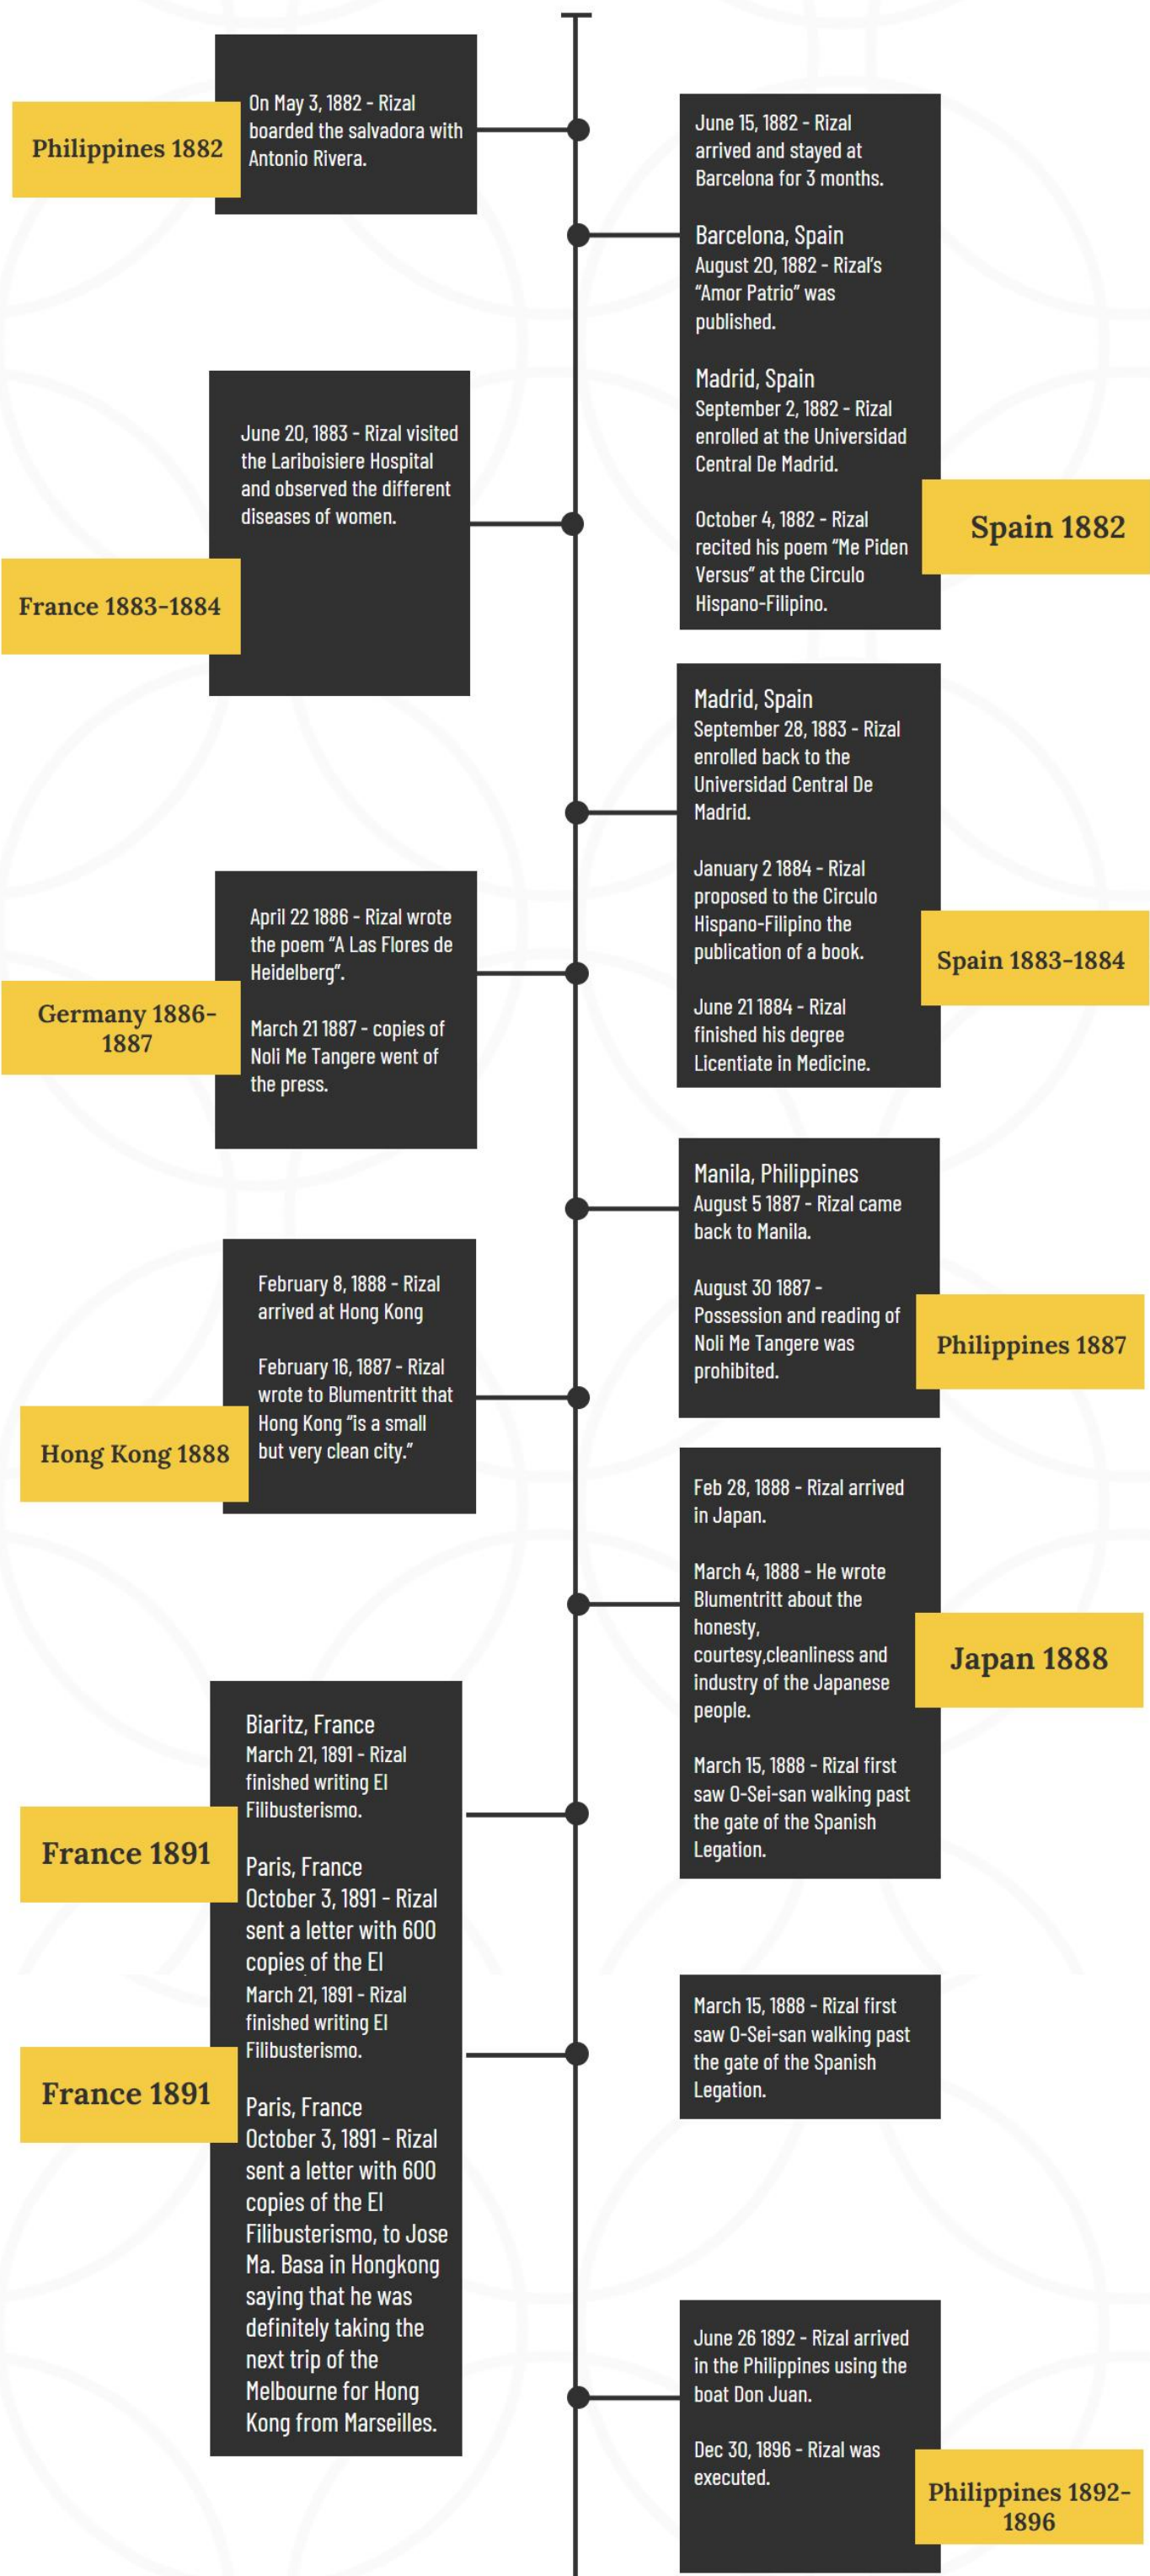 On May 3, 1882 - Rizal
boarded the salvadora with
Antonio Rivera.
Philippines 1882
June 15, 1882 - Rizal
arrived and stayed at
Barcelona for 3 months.
Barcelona, Spain
August 20, 1882 - Rizal's
"Amor Patrio" was
published.
Madrid, Spain
September 2, 1882 - Rizal
enrolled at the Universidad
Central De Madrid.
October 4, 1882 - Rizal
recited his poem "Me Piden
Versus" at the Circulo
Hispano-Filipino.
Spain 1882
June 20, 1883 - Rizal visited
the Lariboisiere Hospital
and observed the different
diseases of women.
France 1883-1884
Madrid, Spain
September 28, 1883 - Rizal
enrolled back to the
Universidad Central De
Madrid.
January 2 1884 - Rizal
proposed to the Circulo
Hispano-Filipino the
publication of a book.
June 21 1884 - Rizal
finished his degree
Licentiate in Medicine.
Spain 1883-1884
April 22 1886 - Rizal wrote
the poem "A Las Flores de
Heidelberg".
March 21 1887 - copies of
Noli Me Tangere went of
the press.
Germany 1886-
1887
Manila, Philippines
August 5 1887 - Rizal came
back to Manila.
August 30 1887 -
Possession and reading of
Noli Me Tangere was
prohibited.
Philippines 1887
February 8, 1888 - Rizal
arrived at Hong Kong
February 16, 1887 - Rizal
wrote to Blumentritt that
Hong Kong "is a small
but very clean city."
Hong Kong 1888
Feb 28, 1888 - Rizal arrived
in Japan.
March 4, 1888 - He wrote
Blumentritt about the
honesty,
courtesy,cleanliness and
industry of the Japanese
people.
March 15, 1888 - Rizal first
saw O-Sei-san walking past
the gate of the Spanish
Legation.
Japan 1888
Biaritz, France
March 21, 1891 - Rizal
finished writing El
Filibusterismo.
Paris, France
October 3, 1891 - Rizal
sent a letter with 600
copies of the El
France 1891
March 21, 1891 - Rizal
finished writing El
Filibusterismo.
Paris, France
October 3, 1891 - Rizal
sent a letter with 600
copies of the El
Filibusterismo, to Jose
Ma. Basa in Hongkong
saying that he was
definitely taking the
next trip of the
Melbourne for Hong
Kong from Marseilles.
France 1891
March 15, 1888 - Rizal first
saw O-Sei-san walking past
the gate of the Spanish
Legation.
June 26 1892 - Rizal arrived
in the Philippines using the
boat Don Juan.
Dec 30, 1896 - Rizal was
executed.
Philippines 1892-
1896